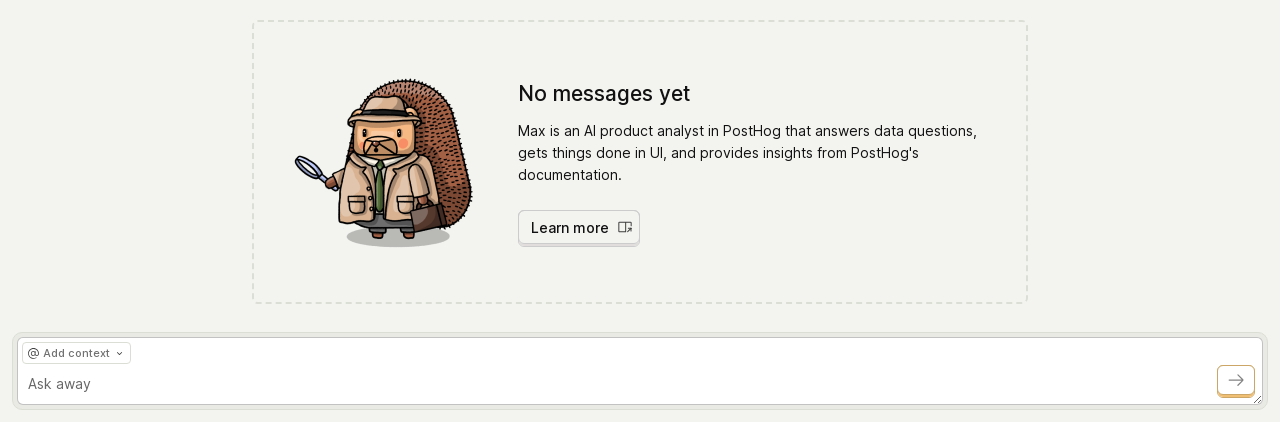 No messages yet
Max is an AI product analyst in PostHog that answers data questions,
gets things done in UI, and provides insights from PostHog's
documentation.
Learn more
@ Add context
Ask away